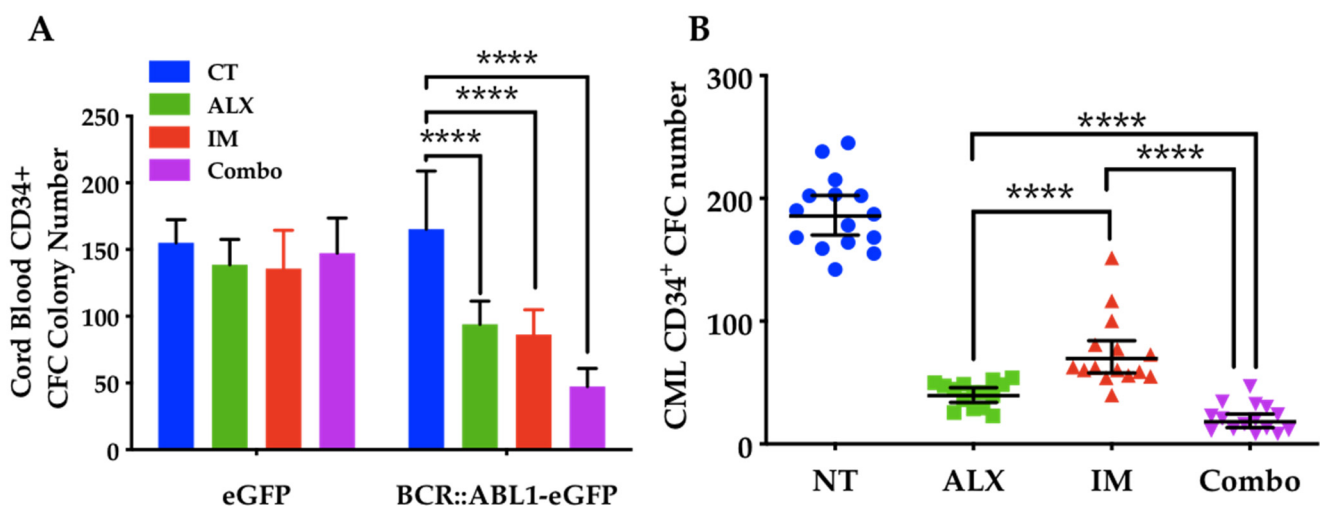 A
CT
ALX
IM
Combo
Cord Blood CD34+
CFC Colony Number
250
200
150
100
50
0
****
****
****
eGFP
BCR::ABL1-eGFP
B
CML CD34+ CFC number
300
200
100
0
****
****
****
NT
ALX
IM
Combo